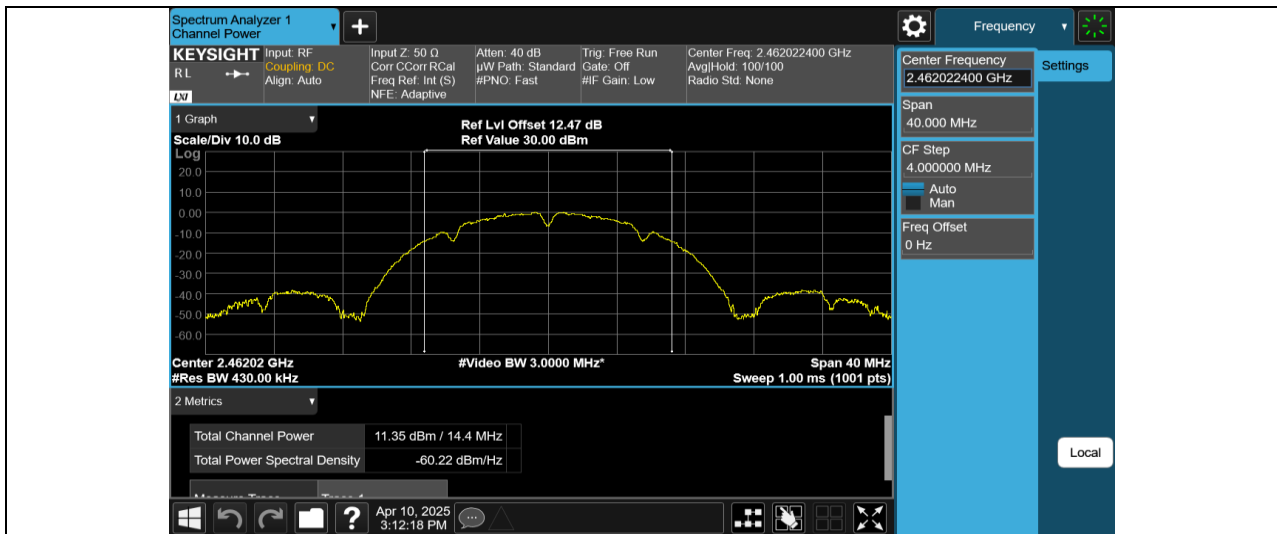 Spectrum Analyzer 1
Channel Power
+
Frequency
KEYSIGHT
R L
LXI
Input: RF
Coupling: DC
Align: Auto
Input Z: 50 Ω
Corr CCorr RCal
Freq Ref: Int (S)
NFE: Adaptive
Atten: 40 dB
µW Path: Standard
#PNO: Fast
Trig: Free Run
Gate: Off
#IF Gain: Low
Center Freq: 2.462022400 GHz
Avg|Hold: 100/100
Radio Std: None
Center Frequency
2.462022400 GHz
Settings
Span
40.000 MHz
CF Step
4.000000 MHz
Auto
Man
Freq Offset
0 Hz
1 Graph
Scale/Div 10.0 dB
Ref Lvl Offset 12.47 dB
Ref Value 30.00 dBm
Log
20.0
10.0
0.00
-10.0
-20.0
-30.0
-40.0
-50.0
-60.0
Center 2.46202 GHz
#Video BW 3.0000 MHz*
Span 40 MHz
#Res BW 430.00 kHz
Sweep 1.00 ms (1001 pts)
2 Metrics
Total Channel Power 11.35 dBm / 14.4 MHz
Total Power Spectral Density -60.22 dBm/Hz
Measure Trace Trace 1
Local
?
Apr 10, 2025
3:12:18 PM